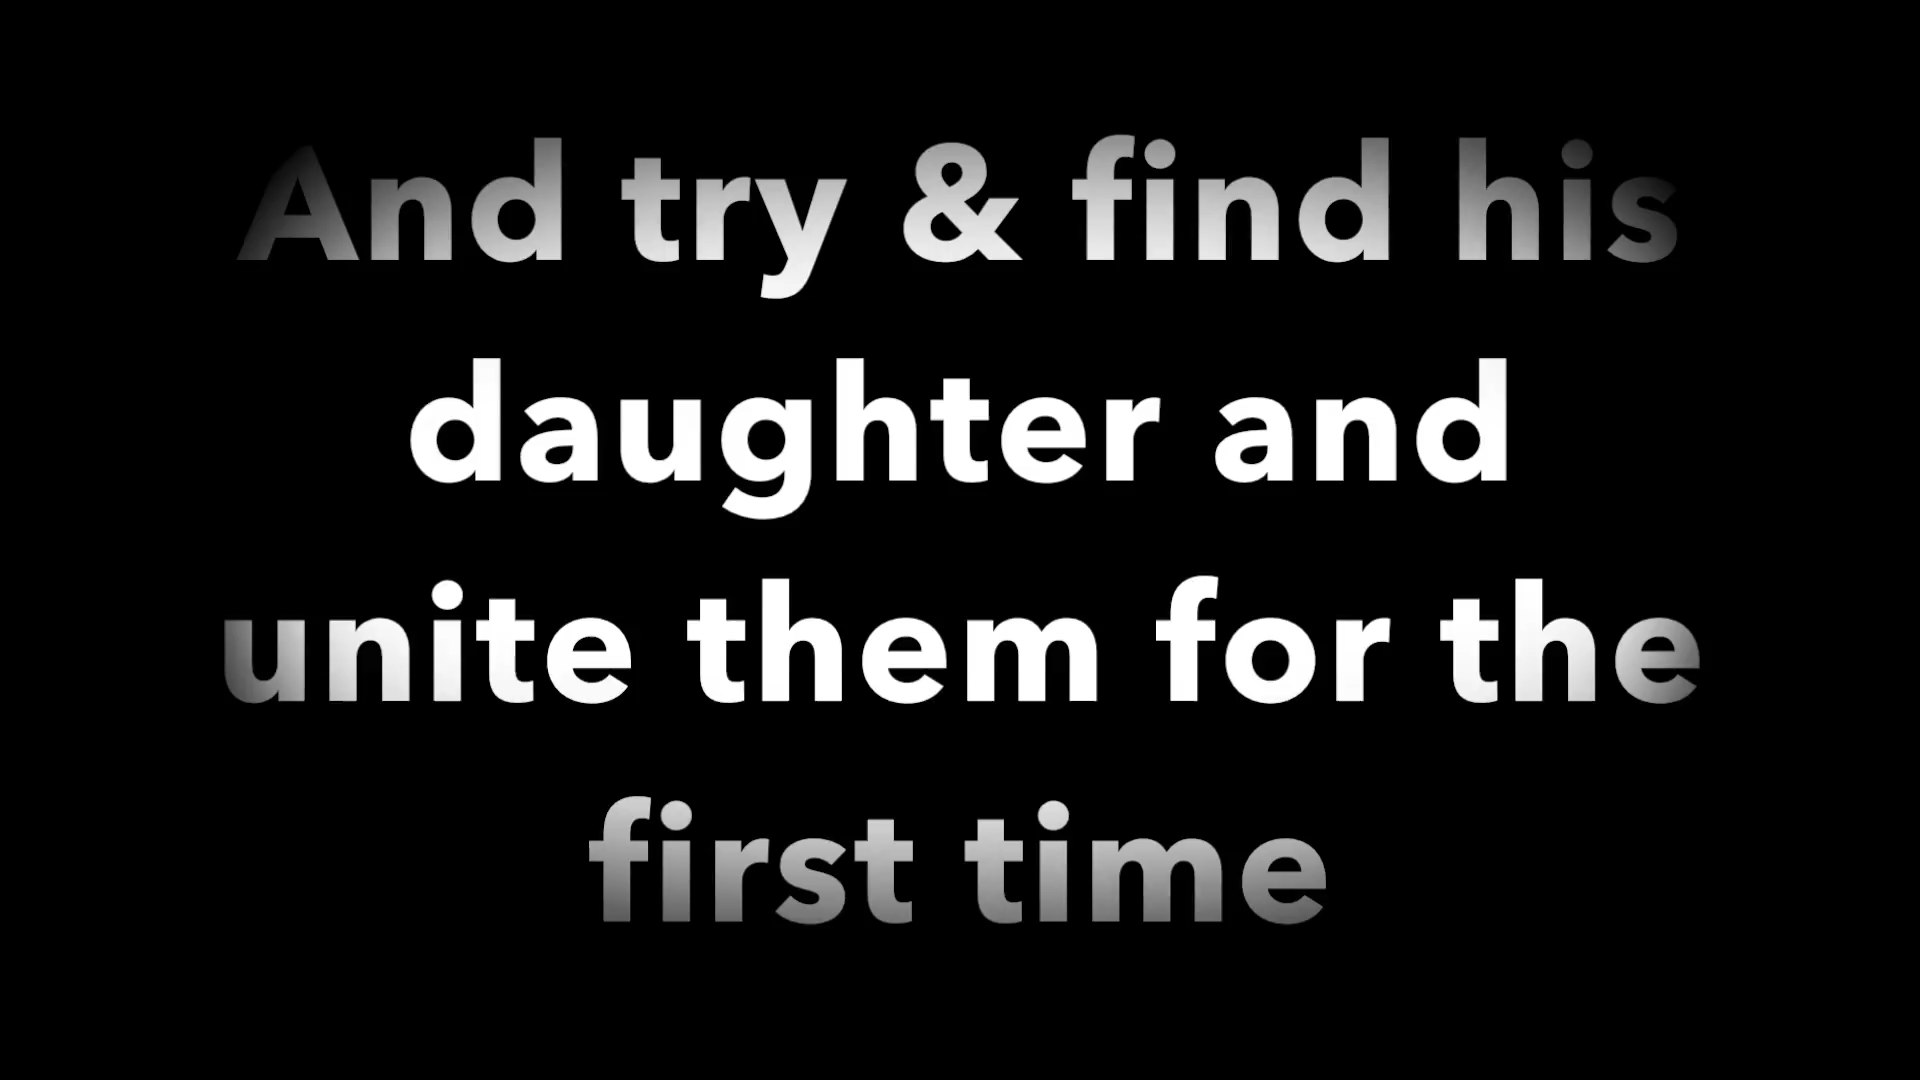 And try & find his
daughter and
unite them for the
first time